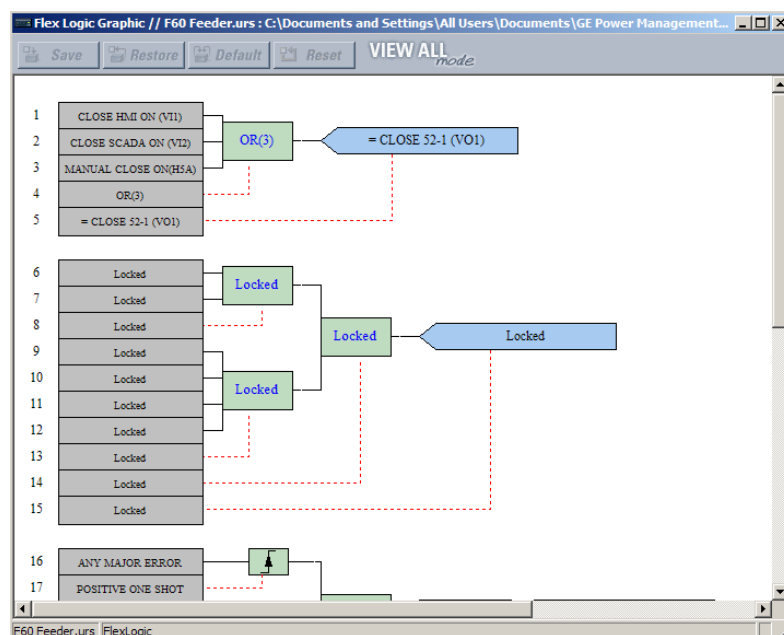 Flex Logic Graphic // F60 Feeder.urs : C:\Documents and Settings\All Users\Documents\GE Power Management...
Save Restore Default Reset VIEW ALL mode
1 CLOSE HMI ON (VI1)
2 CLOSE SCADA ON (VI2) OR(3) = CLOSE 52-1 (VO1)
3 MANUAL CLOSE ON(H5A)
4 OR(3)
5 = CLOSE 52-1 (VO1)
6 Locked
7 Locked Locked
8 Locked
9 Locked Locked Locked
10 Locked Locked
11 Locked
12 Locked
13 Locked
14 Locked
15 Locked
16 ANY MAJOR ERROR
17 POSITIVE ONE SHOT
F60 Feeder.urs FlexLogic